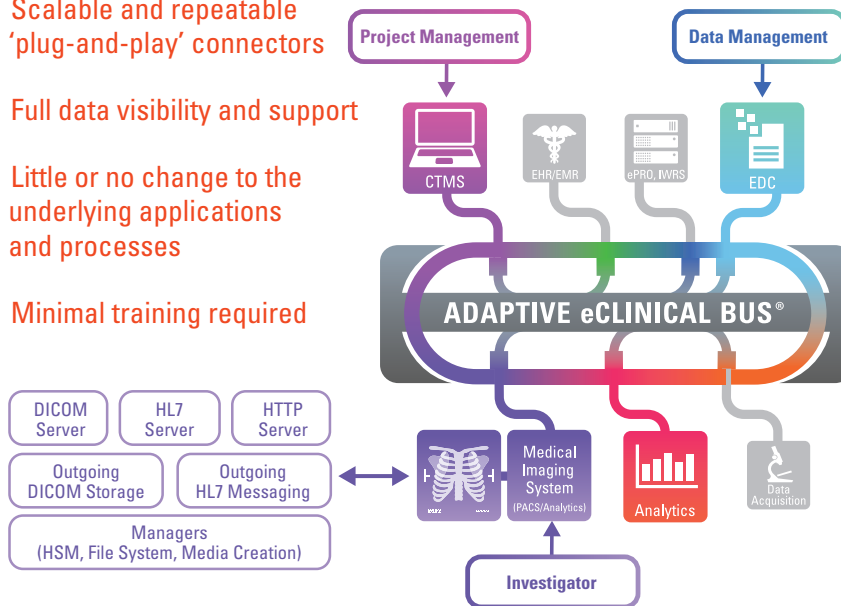 Scalable and repeatable
‘plug-and-play’ connectors
Full data visibility and support
Little or no change to the
underlying applications
and processes
Minimal training required
Project Management
Data Management
CTMS
EHR/EMR
ePRO, IWRS
EDC
ADAPTIVE eCLINICAL BUS®
DICOM
Server
HL7
Server
HTTP
Server
Outgoing
DICOM Storage
Outgoing
HL7 Messaging
Managers
(HSM, File System, Media Creation)
Medical
Imaging
System
(PACS/Analytics)
Analytics
Data
Acquisition
Investigator